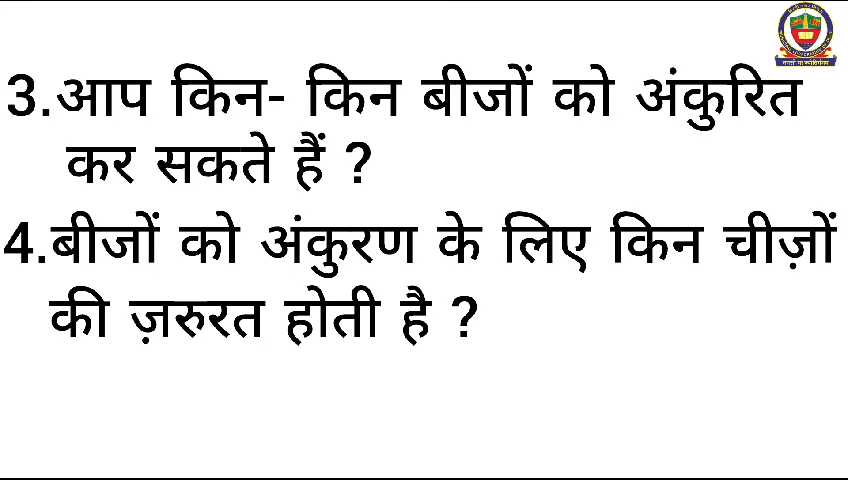 3.आप किन- किन बीजों को अंकुरित
कर सकते हैं ?
4.बीजों को अंकुरण के लिए किन चीज़ों
की ज़रुरत होती है ?